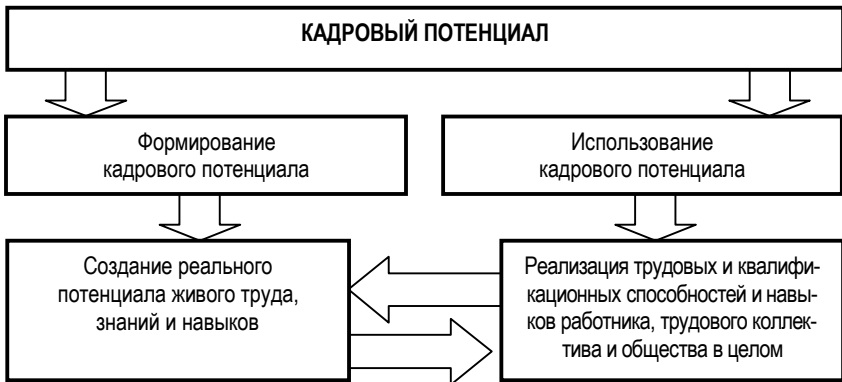 КАДРОВЫЙ ПОТЕНЦИАЛ
Формирование
кадрового потенциала
Использование
кадрового потенциала
Создание реального
потенциала живого труда,
знаний и навыков
Реализация трудовых и квалифи-
кационных способностей и навы-
ков работника, трудового коллек-
тива и общества в целом